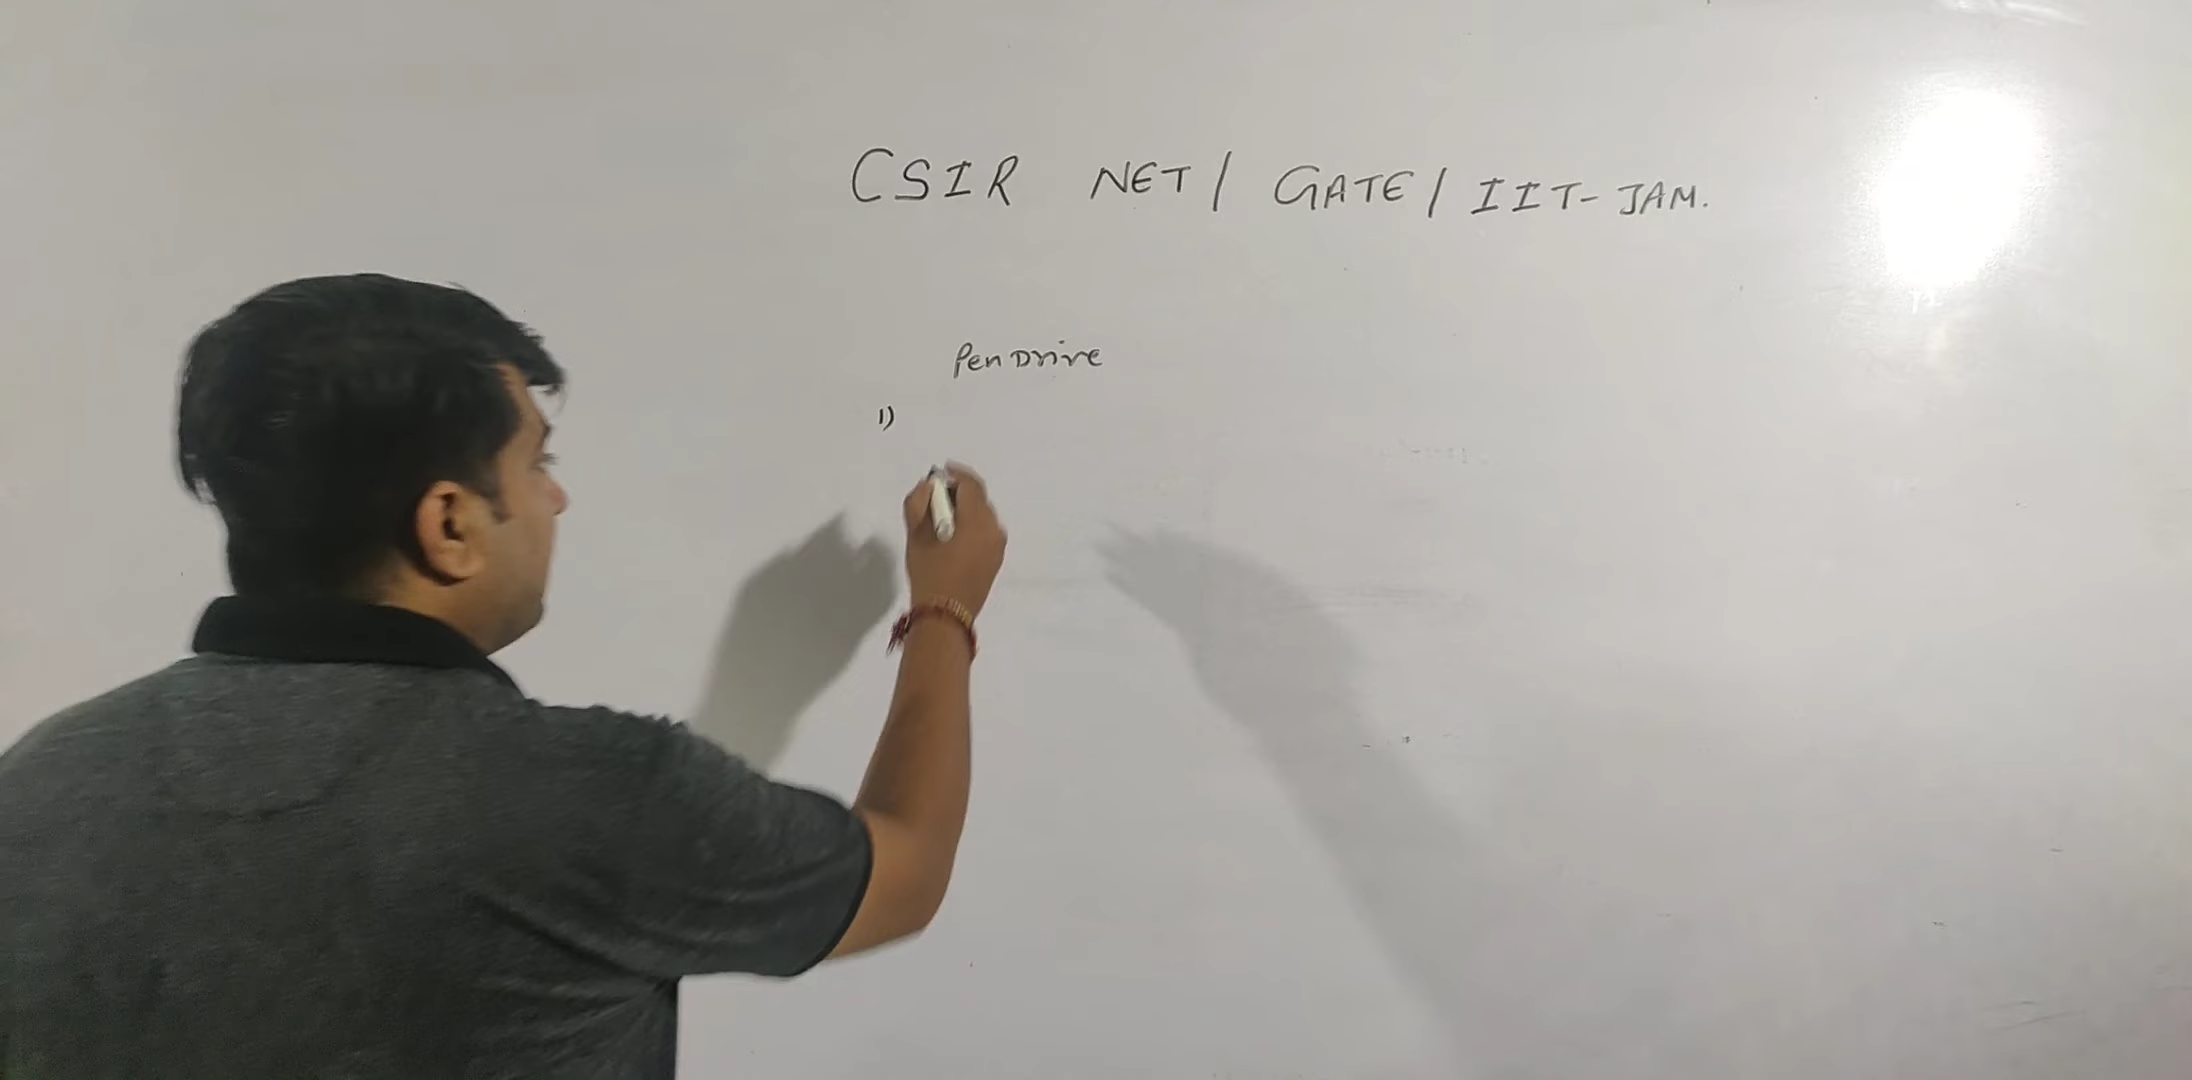 CSIR NET / GATE / IIT-JAM.
Pen Drive
1)